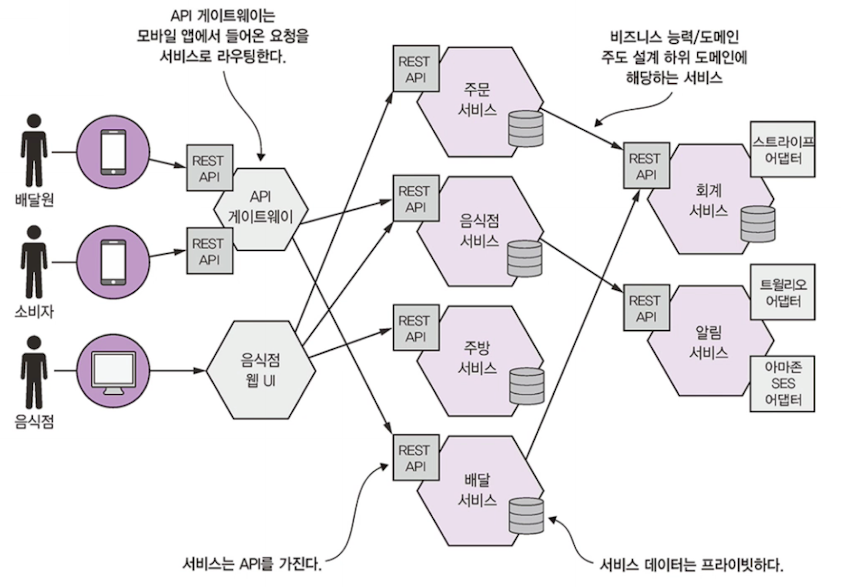 API 게이트웨이는
모바일 앱에서 들어온 요청을
서비스로 라우팅한다.
비즈니스 능력/도메인
주도 설계 하위 도메인에
해당하는 서비스
배달원
소비자
음식점
REST
API
REST
API
API
게이트웨이
음식점
웹 UI
REST
API
주문
서비스
REST
API
음식점
서비스
REST
API
주방
서비스
REST
API
배달
서비스
REST
API
회계
서비스
스트라이프
어댑터
REST
API
알림
서비스
트윌리오
어댑터
아마존
SES
어댑터
서비스는 API를 가진다.
서비스 데이터는 프라이빗하다.